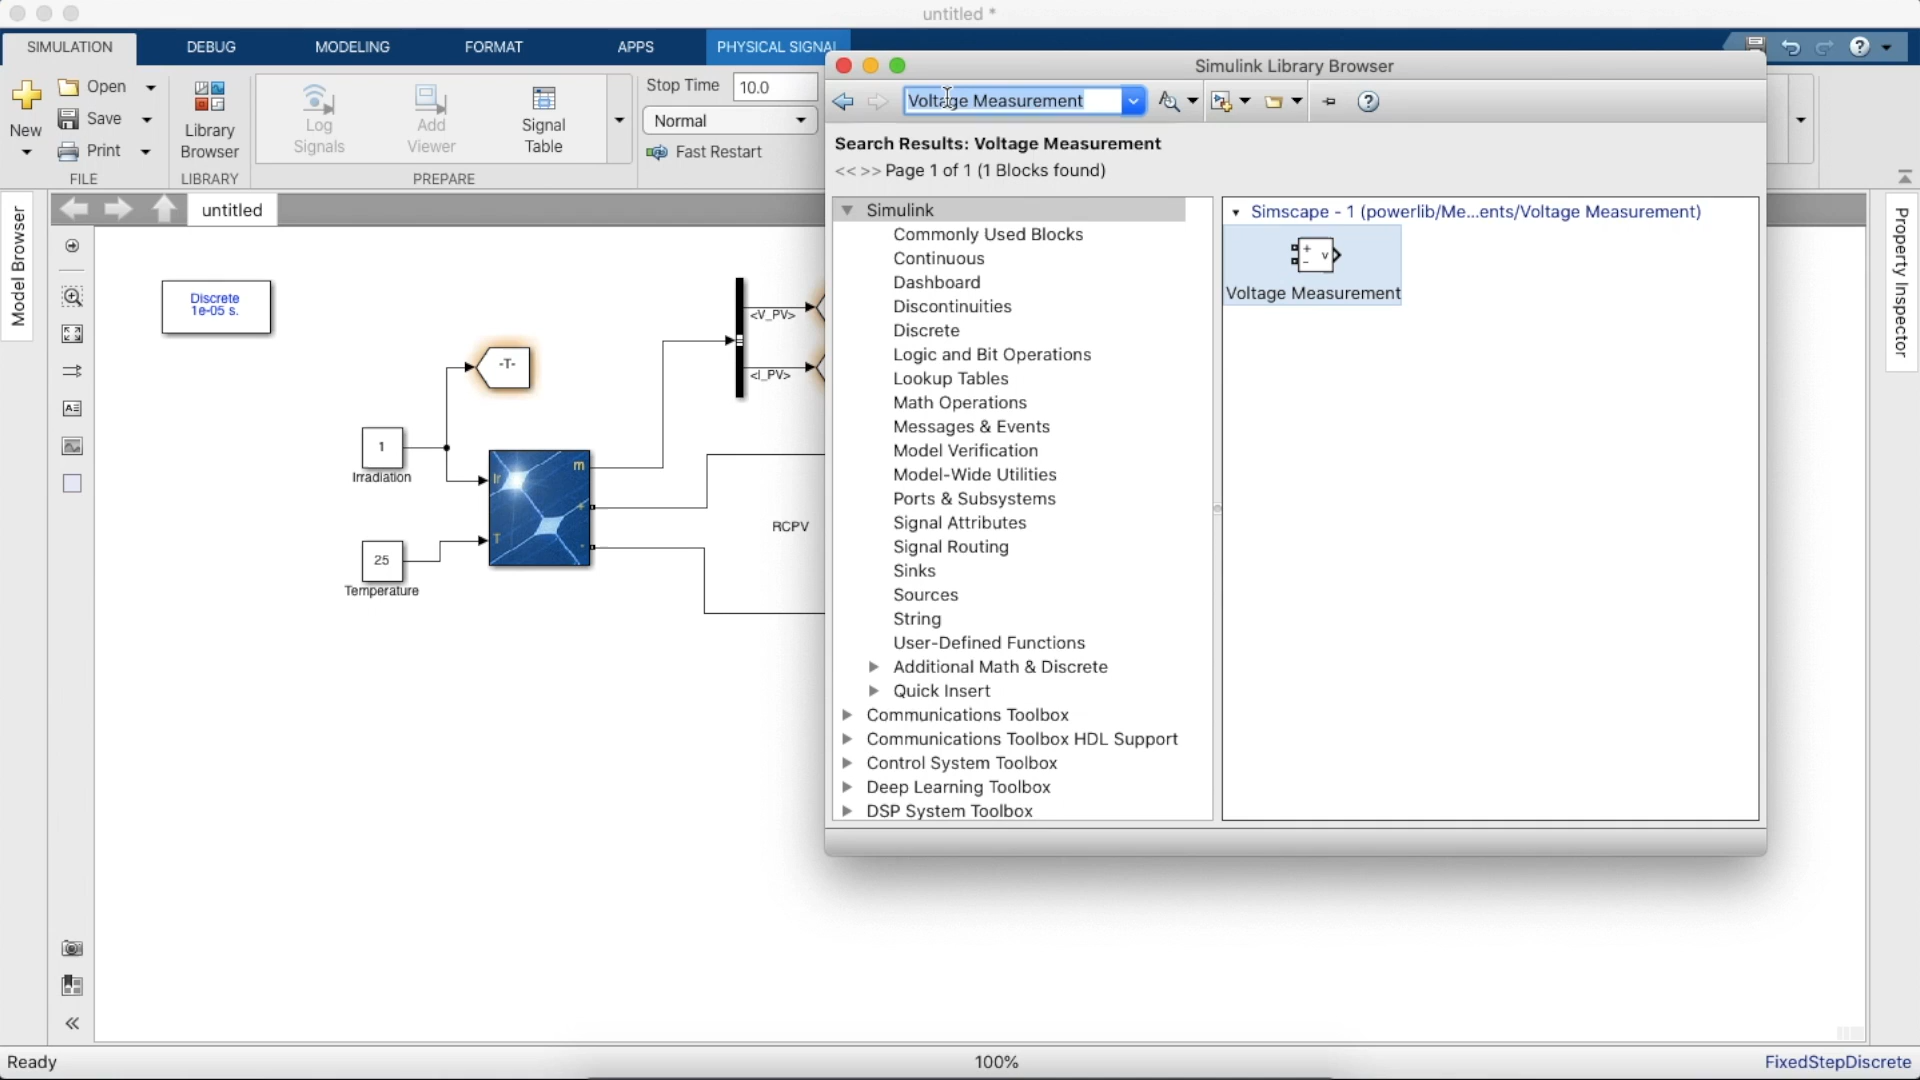 untitled *
SIMULATION
DEBUG
MODELING
FORMAT
APPS
PHYSICAL SIGNAL
New
Open
Save
Print
FILE
Library
Browser
LIBRARY
Log
Signals
Add
Viewer
Signal
Table
PREPARE
Stop Time
10.0
Normal
Fast Restart
Model Browser
untitled
Property Inspector
Discrete
1e-05 s.
-T-
1
Irradiation
25
Temperature
Ir
T
m
+
-
<V_PV>
<I_PV>
RCPV
Simulink Library Browser
Voltage Measurement
Search Results: Voltage Measurement
<< >> Page 1 of 1 (1 Blocks found)
Simulink
Commonly Used Blocks
Continuous
Dashboard
Discontinuities
Discrete
Logic and Bit Operations
Lookup Tables
Math Operations
Messages & Events
Model Verification
Model-Wide Utilities
Ports & Subsystems
Signal Attributes
Signal Routing
Sinks
Sources
String
User-Defined Functions
Additional Math & Discrete
Quick Insert
Communications Toolbox
Communications Toolbox HDL Support
Control System Toolbox
Deep Learning Toolbox
DSP System Toolbox
Simscape - 1 (powerlib/Me...ents/Voltage Measurement)
+
-
v
Voltage Measurement
Ready
100%
FixedStepDiscrete